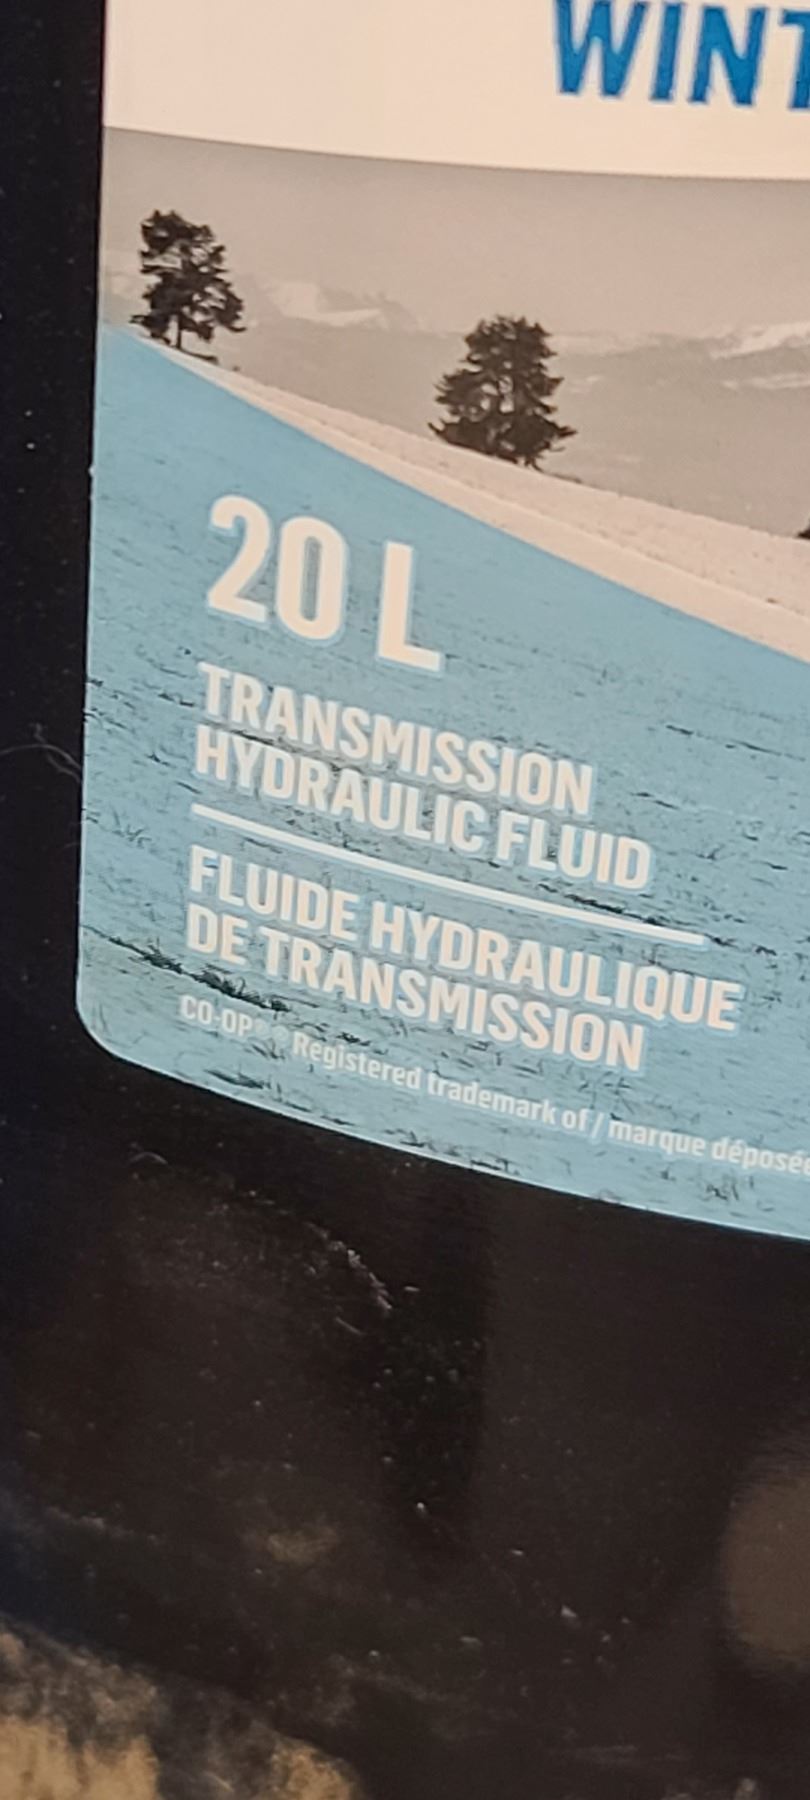 WINT
20 L
TRANSMISSION
HYDRAULIC FLUID
FLUIDE HYDRAULIQUE
DE TRANSMISSION
CO-OP® ® Registered trademark of / marque déposée